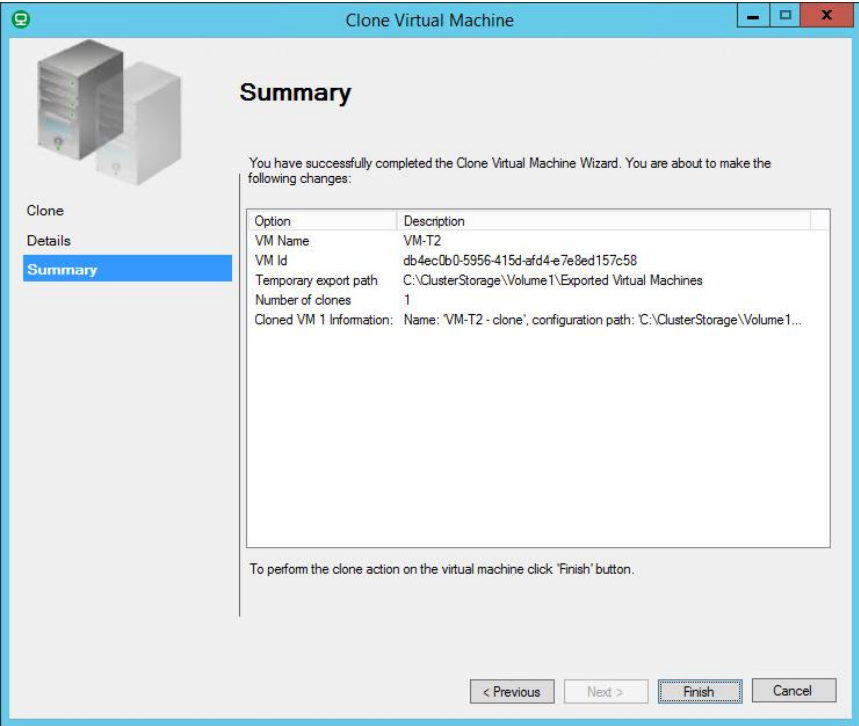 Clone Virtual Machine
Summary
You have successfully completed the Clone Virtual Machine Wizard. You are about to make the
following changes:
Clone
Details
Summary
Option Description
VM Name VM-T2
VM Id db4ec0b0-5956-415d-afd4-e7e8ed157c58
Temporary export path C:\ClusterStorage\Volume1\Exported Virtual Machines
Number of clones 1
Cloned VM 1 Information: Name: 'VM-T2 - clone', configuration path: 'C:\ClusterStorage\Volume1...
To perform the clone action on the virtual machine click 'Finish' button.
< Previous Next > Finish Cancel